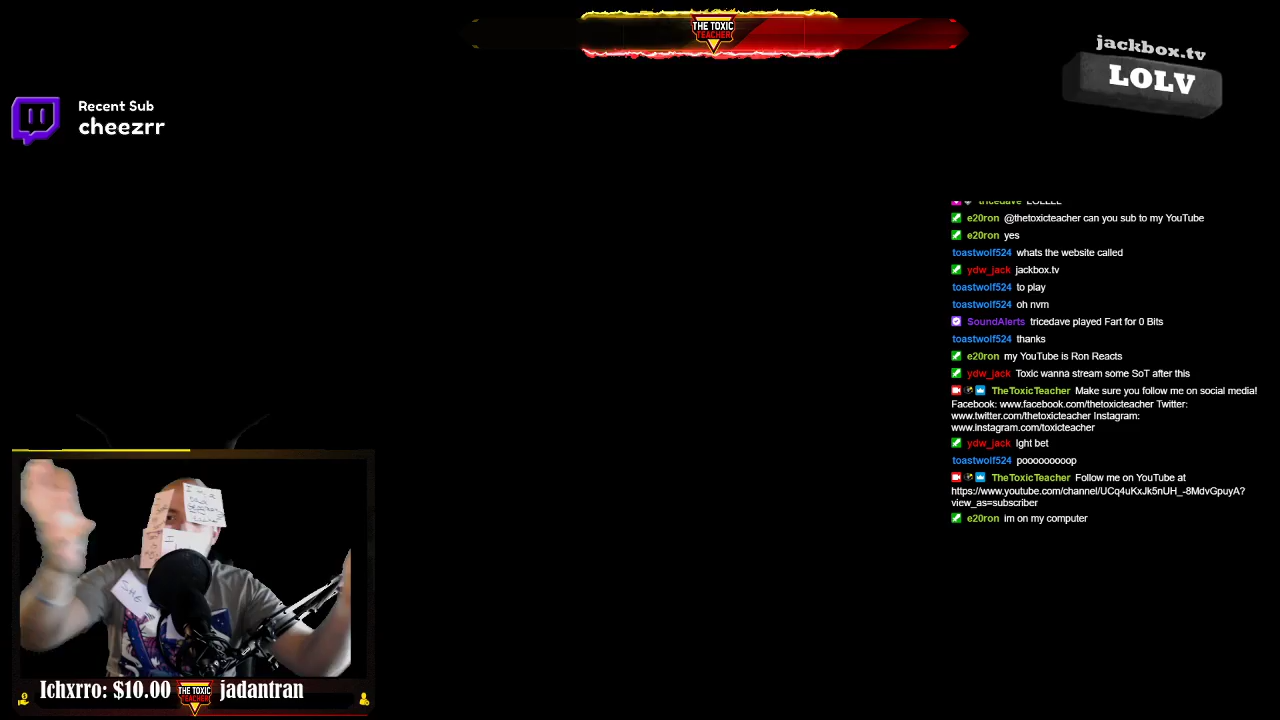 THE TOXIC
TEACHER
jackbox.tv
LOLV
Recent Sub
cheezrr
tricedave LOLLLL
e20ron @thetoxicteacher can you sub to my YouTube
e20ron yes
toastwolf524 whats the website called
ydw_jack jackbox.tv
toastwolf524 to play
toastwolf524 oh nvm
SoundAlerts tricedave played Fart for 0 Bits
toastwolf524 thanks
e20ron my YouTube is Ron Reacts
ydw_jack Toxic wanna stream some SoT after this
TheToxicTeacher Make sure you follow me on social media!
Facebook: www.facebook.com/thetoxicteacher Twitter:
www.twitter.com/thetoxicteacher Instagram:
www.instagram.com/toxicteacher
ydw_jack Ight bet
toastwolf524 pooooooooop
TheToxicTeacher Follow me on YouTube at
https://www.youtube.com/channel/UCq4uKxJk5nUH_-8MdvGpuyA?
view_as=subscriber
e20ron im on my computer
SHE
Ichxrro: $10.00
THE TOXIC
TEACHER
jadantran